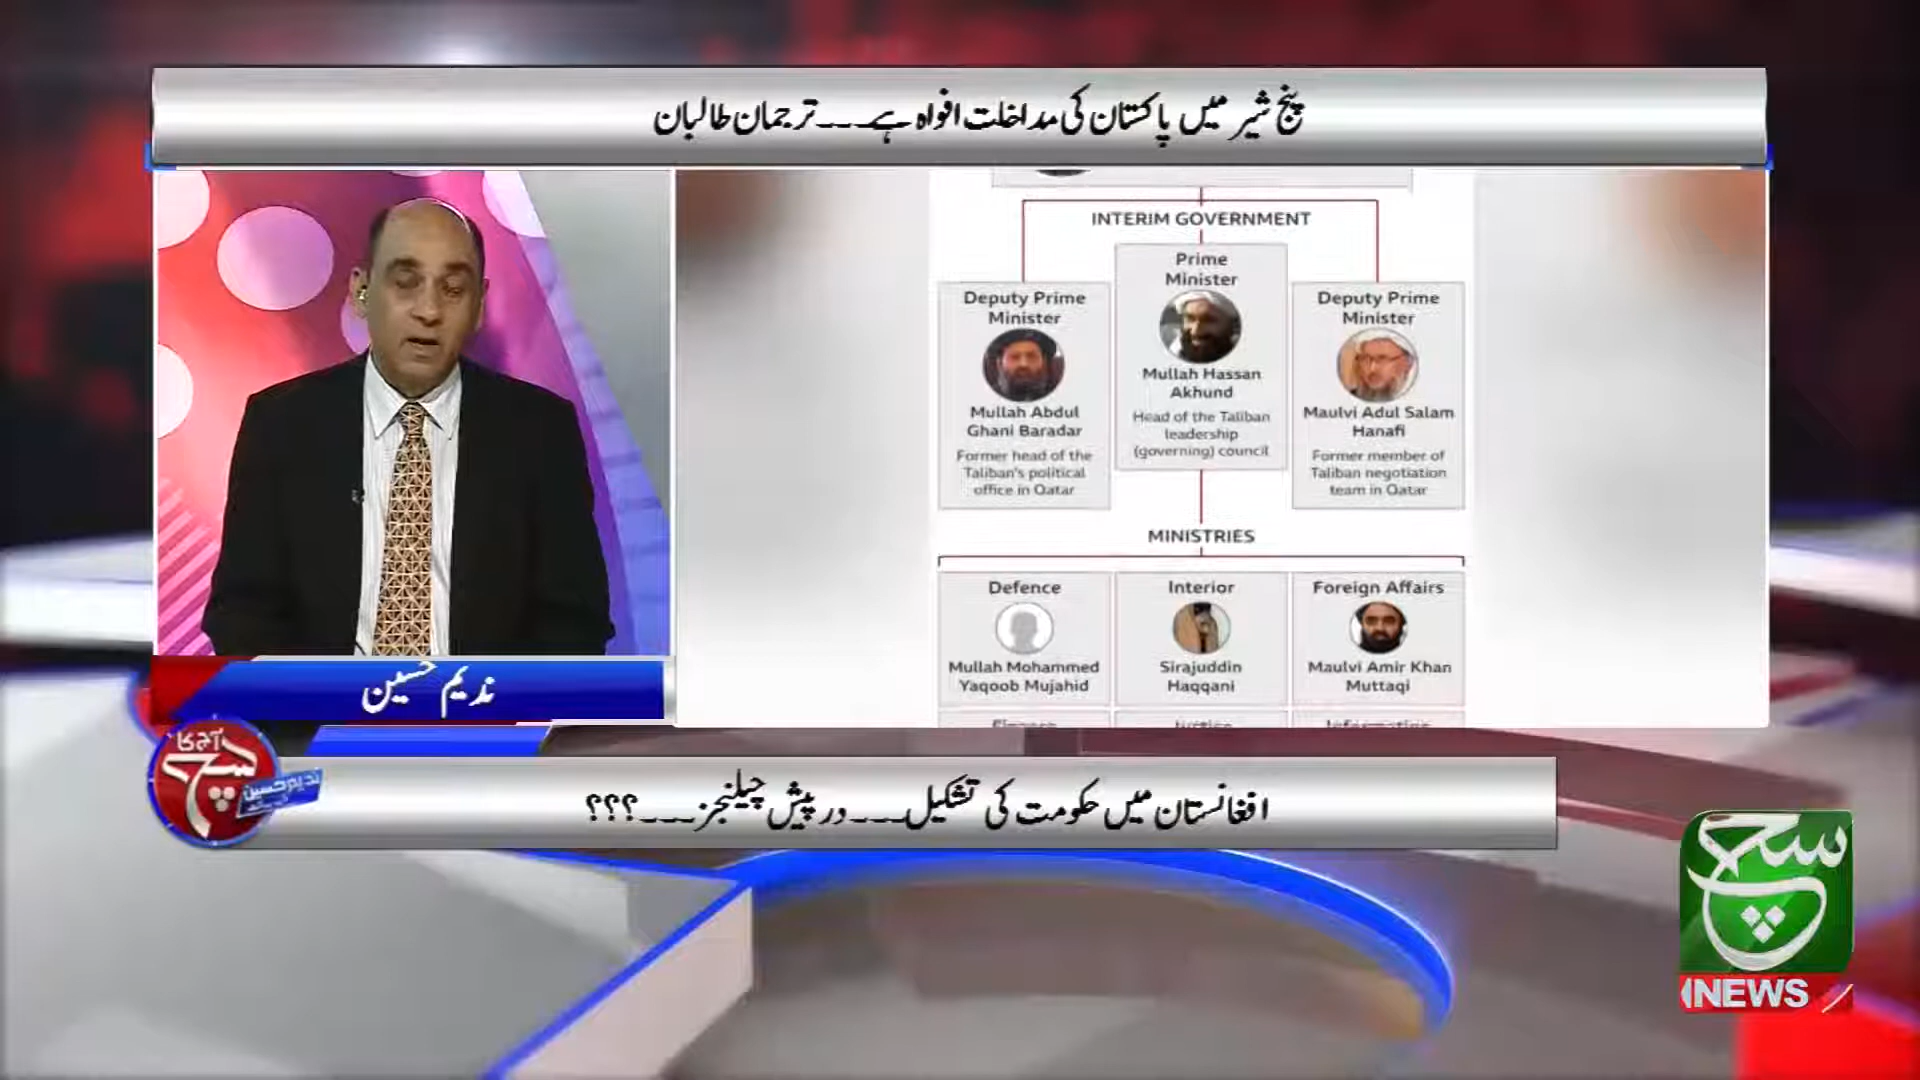 پنج شیر میں پاکستان کی مداخلت افواہ ہے۔۔۔ترجمان طالبان
INTERIM GOVERNMENT
Prime
Minister
Mullah Hassan
Akhund
Head of the Taliban
leadership
(governing) council
Deputy Prime
Minister
Mullah Abdul
Ghani Baradar
Former head of the
Taliban's political
office in Qatar
Deputy Prime
Minister
Maulvi Adul Salam
Hanafi
Former member of
Taliban negotiation
team in Qatar
MINISTRIES
Defence
Mullah Mohammed
Yaqoob Mujahid
Interior
Sirajuddin
Haqqani
Foreign Affairs
Maulvi Amir Khan
Muttaqi
ندیم حسین
آج کا
سچ
ندیم حسین
افغانستان میں حکومت کی تشکیل۔۔۔درپیش چیلنجز۔۔۔؟؟؟
سچ
NEWS